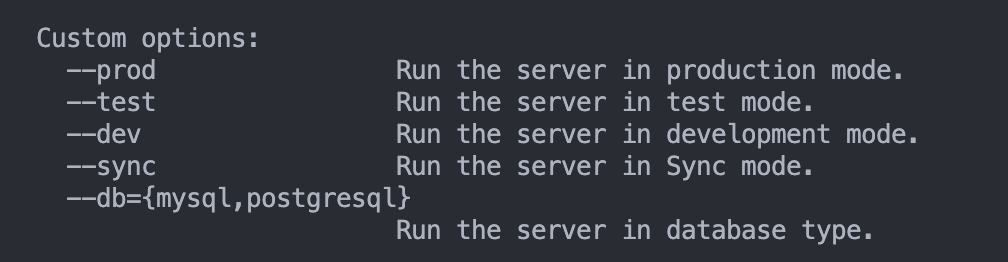 Custom options:
--prod Run the server in production mode.
--test Run the server in test mode.
--dev Run the server in development mode.
--sync Run the server in Sync mode.
--db={mysql,postgresql}
Run the server in database type.